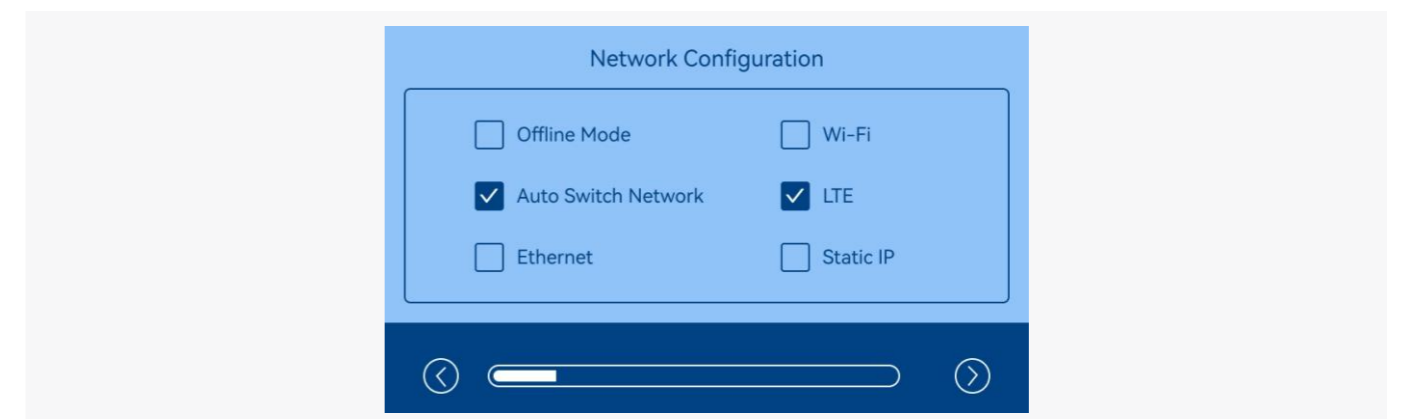 Network Configuration
Offline Mode
Wi-Fi
Auto Switch Network
LTE
Ethernet
Static IP